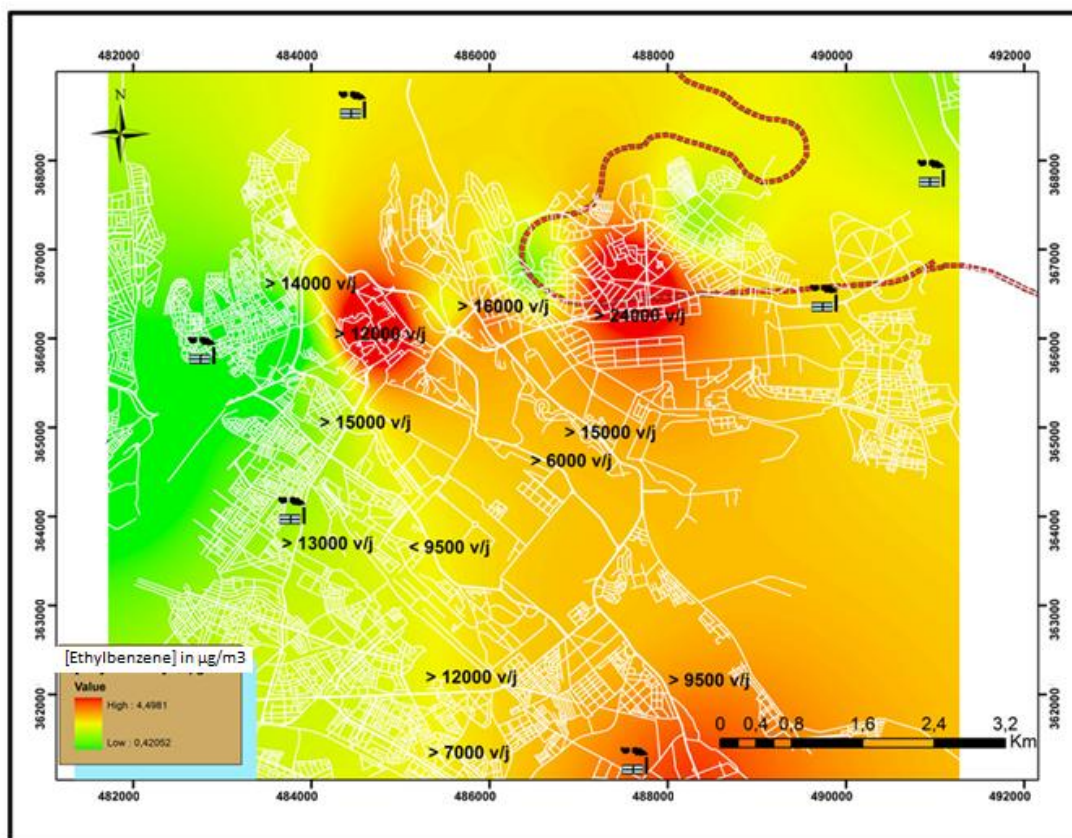 482000 484000 486000 488000 490000 492000
N
368000 368000
367000 367000
> 14000 v/j
> 16000 v/j
> 24000 v/j
> 12000 v/j
366000 366000
> 15000 v/j
> 15000 v/j
365000 365000
> 6000 v/j
364000 364000
> 13000 v/j
< 9500 v/j
363000 363000
[Ethylbenzene] in µg/m3
> 12000 v/j
> 9500 v/j
Value
362000 362000
High : 4,4981
Low : 0,42052
0 0,4 0,8 1,6 2,4 3,2
Km
> 7000 v/j
482000 484000 486000 488000 490000 492000